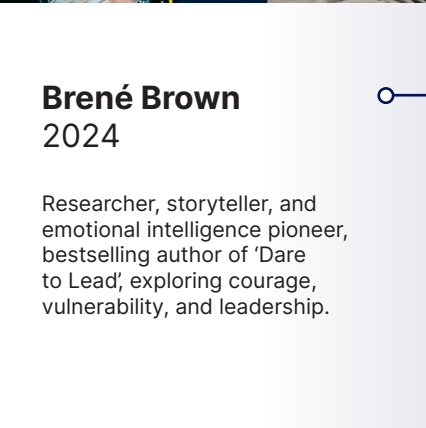 Brené Brown
2024
Researcher, storyteller, and
emotional intelligence pioneer,
bestselling author of ‘Dare
to Lead’, exploring courage,
vulnerability, and leadership.